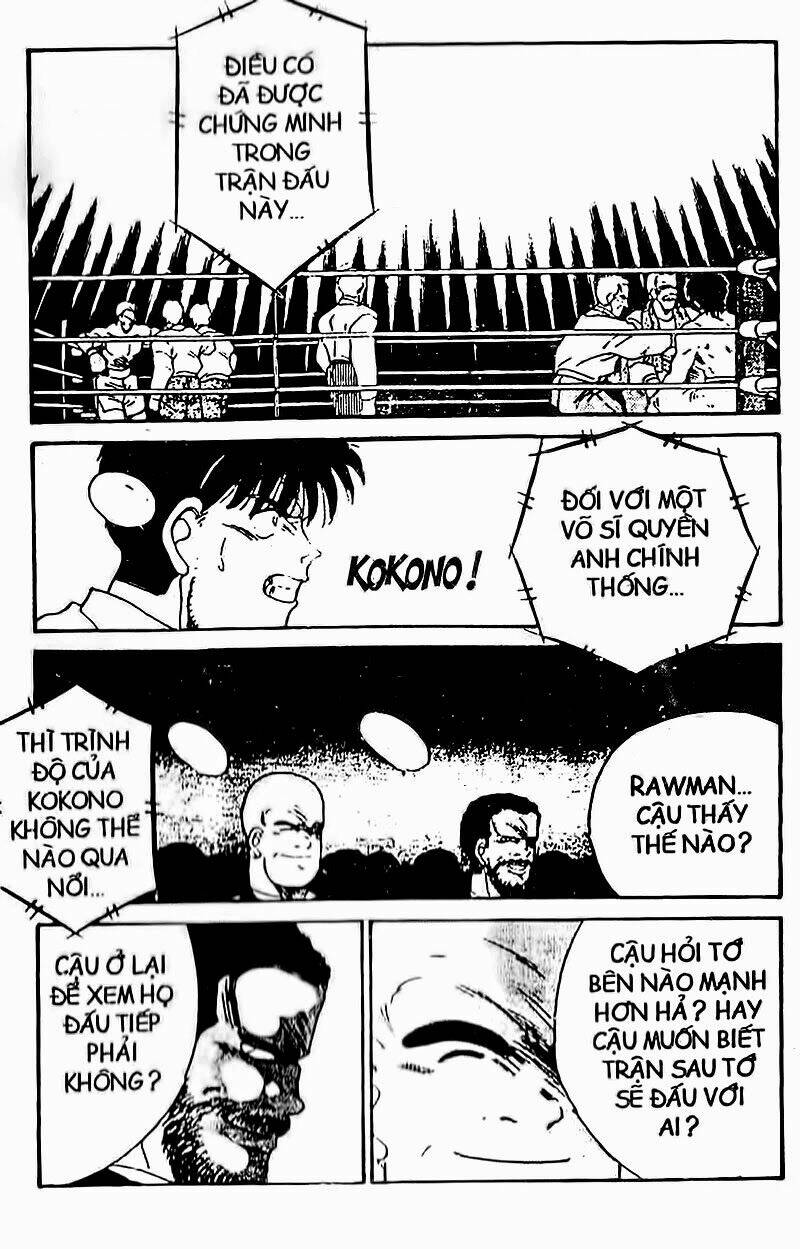 ĐIỀU CÓ
ĐÃ ĐƯỢC
CHỨNG MINH
TRONG
TRẬN ĐẤU
NÀY...
ĐỐI VỚI MỘT
VÕ SĨ QUYỀN
ANH CHÍNH
THỐNG...
KOKONO!
THÌ TRÌNH
ĐỘ CỦA
KOKONO
KHÔNG THỂ
NÀO QUA
NỔI...
RAWMAN...
CẬU THẤY
THẾ NÀO?
CẬU Ở LẠI
ĐỂ XEM HỌ
ĐẤU TIẾP
PHẢI
KHÔNG?
CẬU HỎI TỚ
BÊN NÀO MẠNH
HƠN HẢ? HAY
CẬU MUỐN BIẾT
TRẬN SAU TỚ
SẼ ĐẤU VỚI
AI?